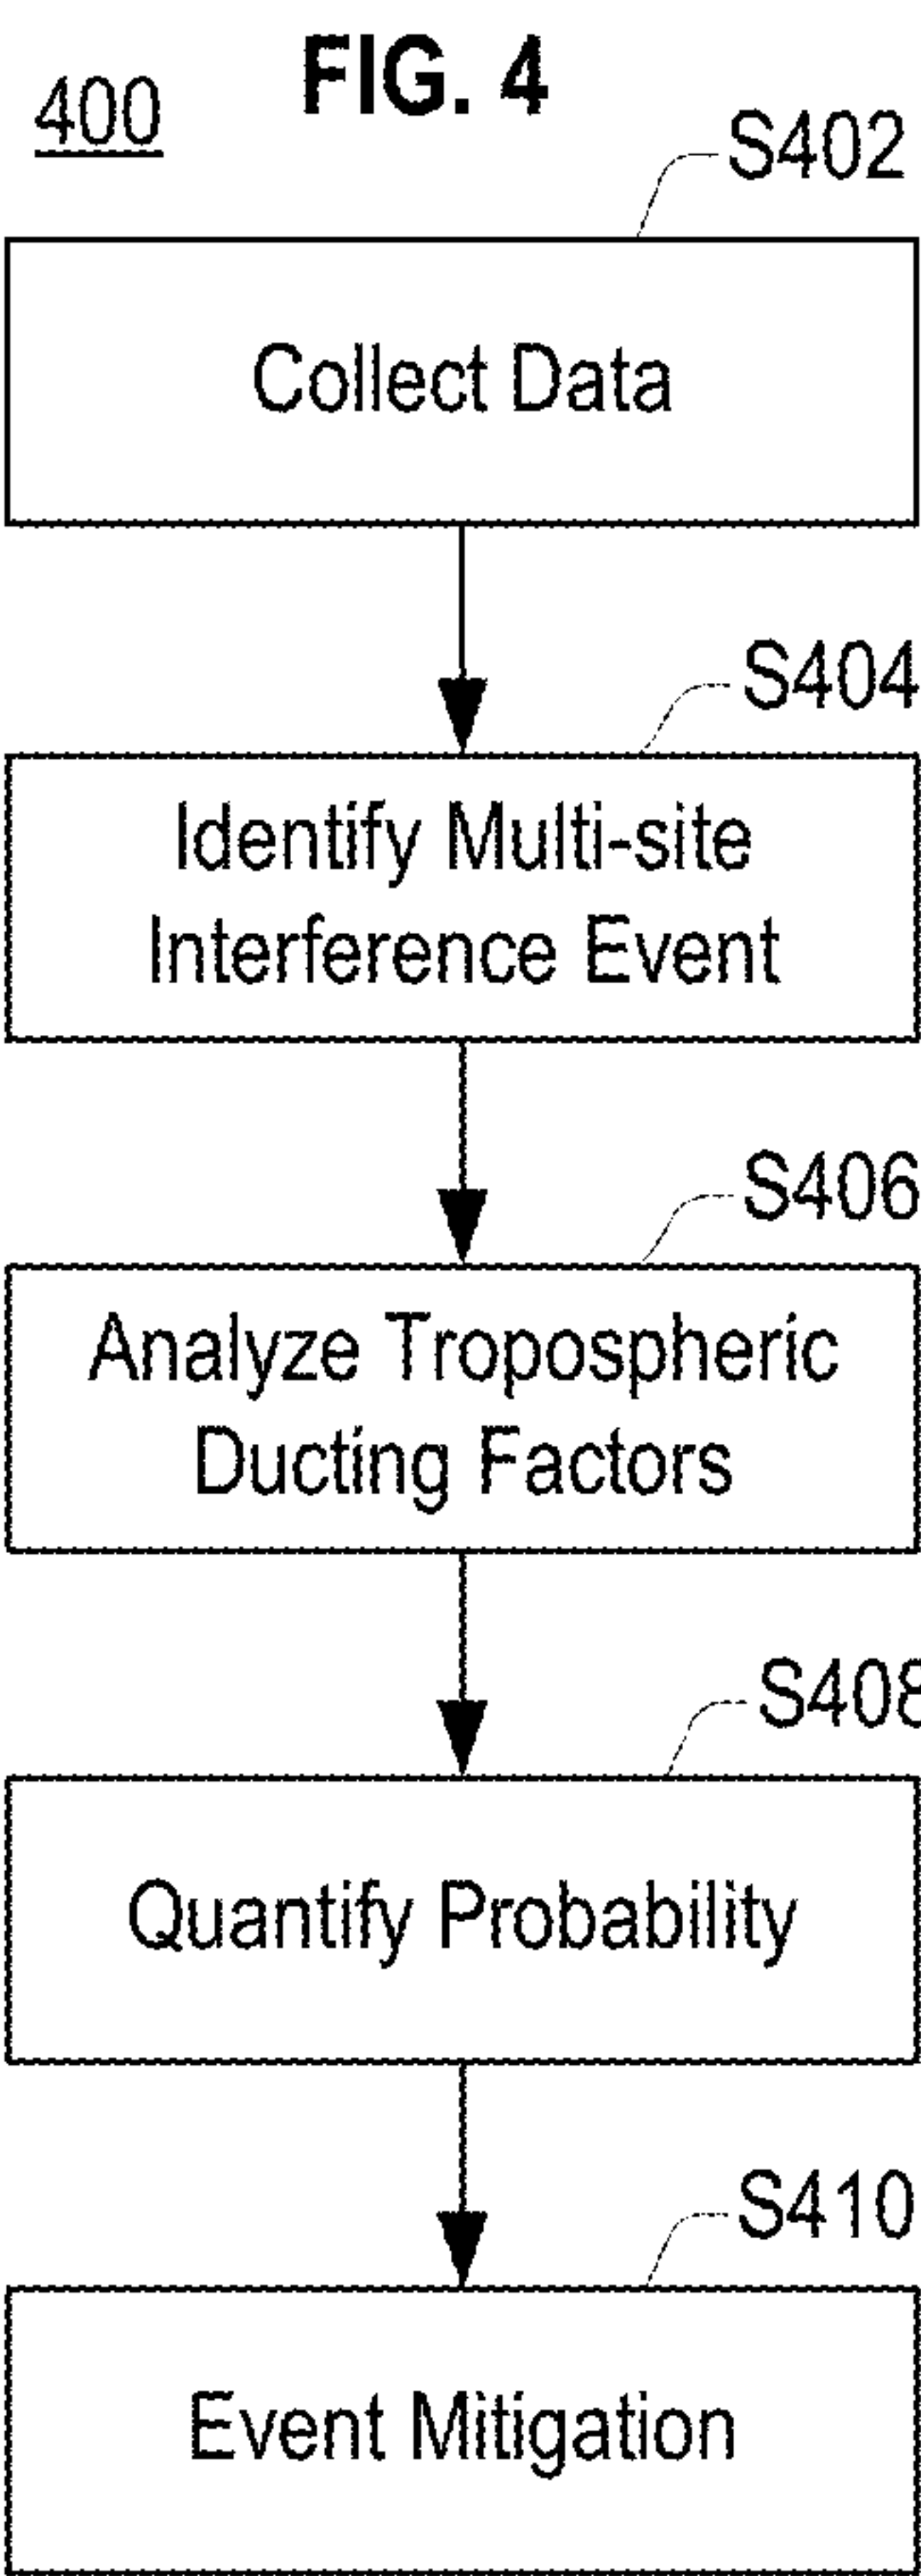 FIG. 4
400
S402
Collect Data
S404
Identify Multi-site
Interference Event
S406
Analyze Tropospheric
Ducting Factors
S408
Quantify Probability
S410
Event Mitigation